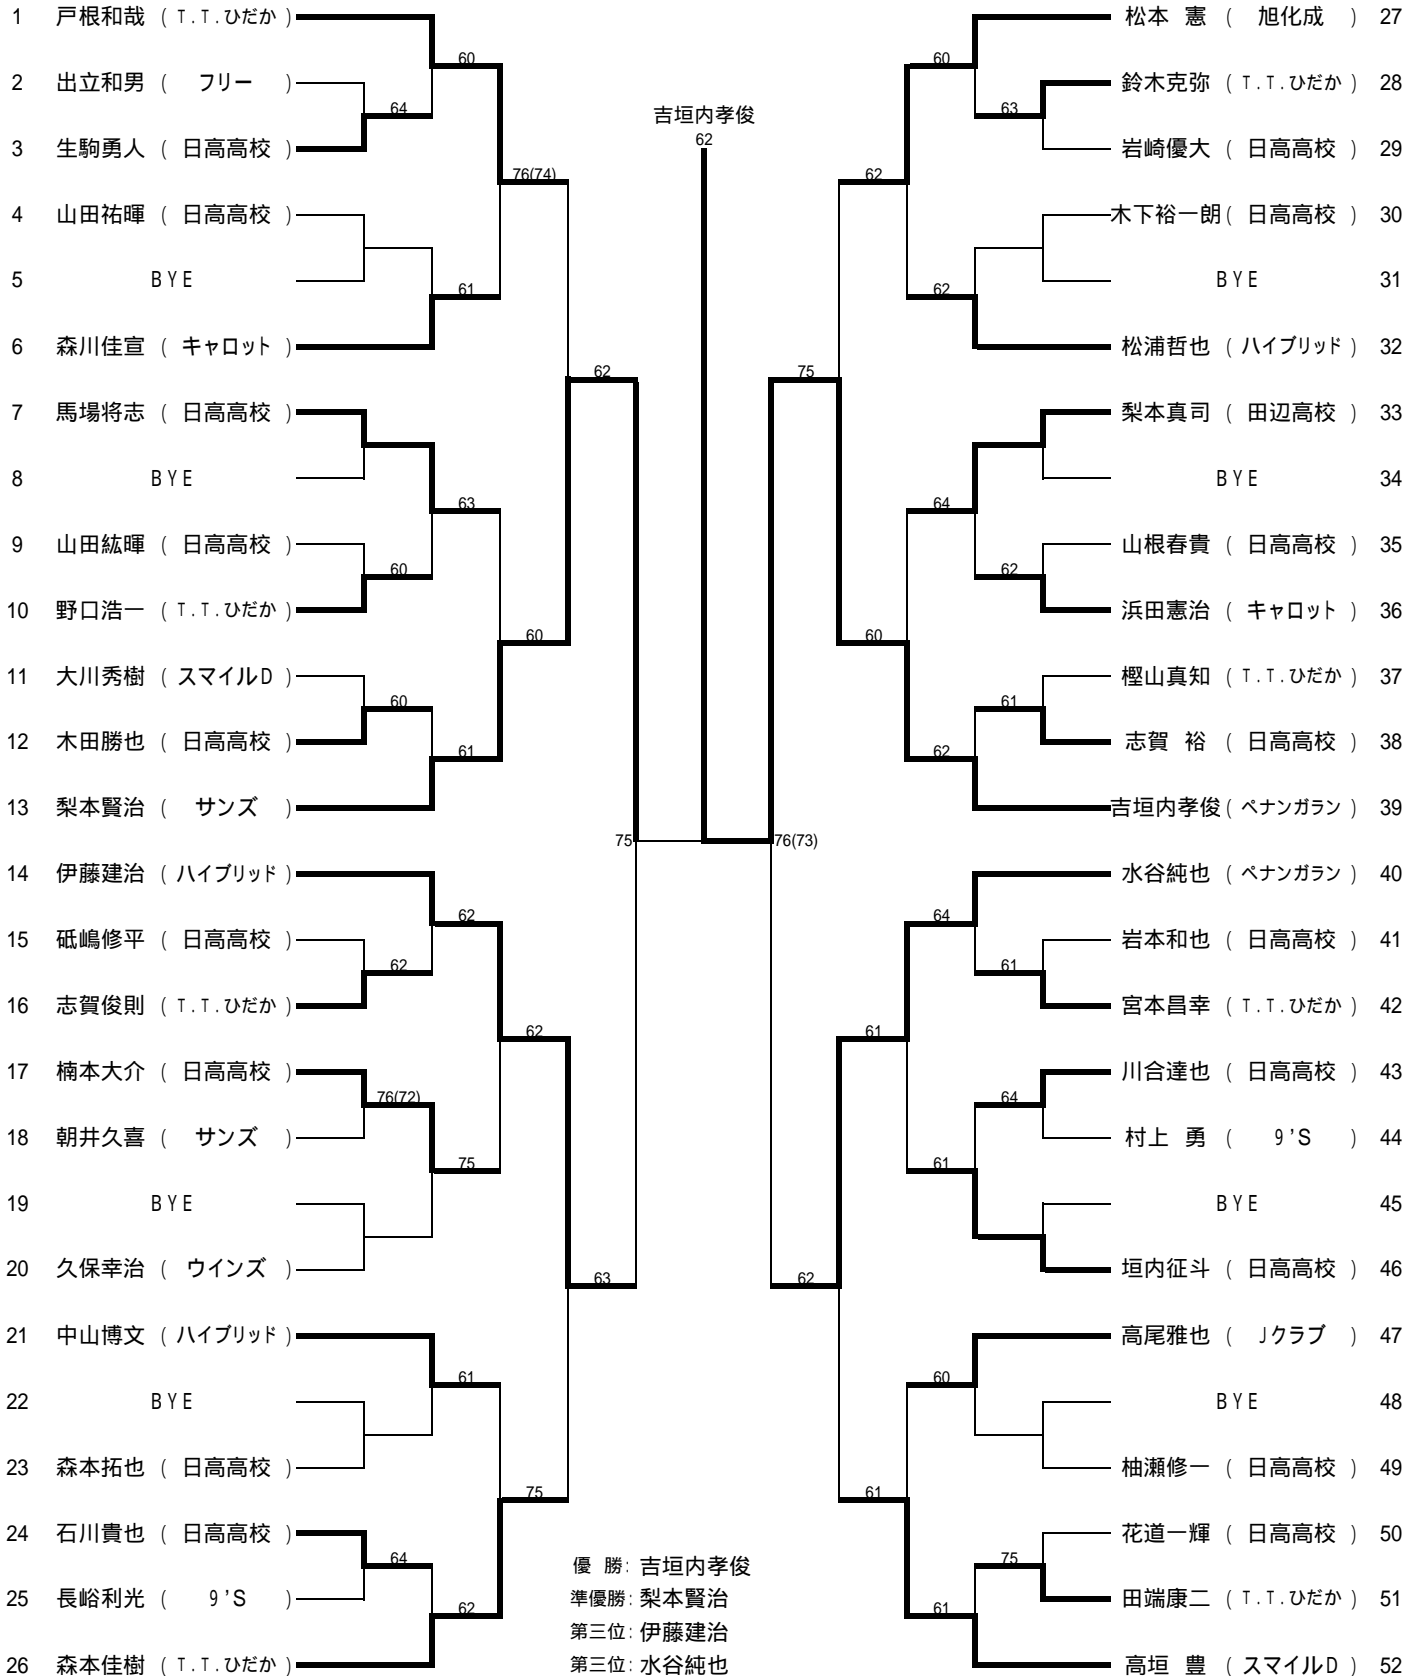 1 戸根和哉 ( T.T.ひだか )
60
2 出立和男 ( フリー )
64
3 生駒勇人 ( 日高高校 )
76(74)
4 山田祐暉 ( 日高高校 )
5 BYE
61
6 森川佳宣 ( キャロット )
62
7 馬場将志 ( 日高高校 )
8 BYE
63
9 山田紘暉 ( 日高高校 )
60
10 野口浩一 ( T.T.ひだか )
60
11 大川秀樹 ( スマイルD )
60
12 木田勝也 ( 日高高校 )
61
13 梨本賢治 ( サンズ )
75
14 伊藤建治 ( ハイブリッド )
62
15 砥嶋修平 ( 日高高校 )
62
16 志賀俊則 ( T.T.ひだか )
62
17 楠本大介 ( 日高高校 )
76(72)
18 朝井久喜 ( サンズ )
75
19 BYE
20 久保幸治 ( ウインズ )
63
21 中山博文 ( ハイブリッド )
61
22 BYE
23 森本拓也 ( 日高高校 )
75
24 石川貴也 ( 日高高校 )
64
25 長峪利光 ( 9'S )
62
26 森本佳樹 ( T.T.ひだか )
吉垣内孝俊
62
松本 憲 ( 旭化成 ) 27
60
鈴木克弥 ( T.T.ひだか ) 28
63
岩崎優大 ( 日高高校 ) 29
62
木下裕一朗 ( 日高高校 ) 30
BYE 31
62
松浦哲也 ( ハイブリッド ) 32
75
梨本真司 ( 田辺高校 ) 33
BYE 34
64
山根春貴 ( 日高高校 ) 35
62
浜田憲治 ( キャロット ) 36
60
樫山真知 ( T.T.ひだか ) 37
61
志賀 裕 ( 日高高校 ) 38
62
吉垣内孝俊 ( ペナンガラン ) 39
76(73)
水谷純也 ( ペナンガラン ) 40
64
岩本和也 ( 日高高校 ) 41
61
宮本昌幸 ( T.T.ひだか ) 42
61
川合達也 ( 日高高校 ) 43
64
村上 勇 ( 9'S ) 44
61
BYE 45
垣内征斗 ( 日高高校 ) 46
62
高尾雅也 ( Jクラブ ) 47
60
BYE 48
柚瀬修一 ( 日高高校 ) 49
61
花道一輝 ( 日高高校 ) 50
75
田端康二 ( T.T.ひだか ) 51
61
高垣 豊 ( スマイルD ) 52
優 勝: 吉垣内孝俊
準優勝: 梨本賢治
第三位: 伊藤建治
第三位: 水谷純也